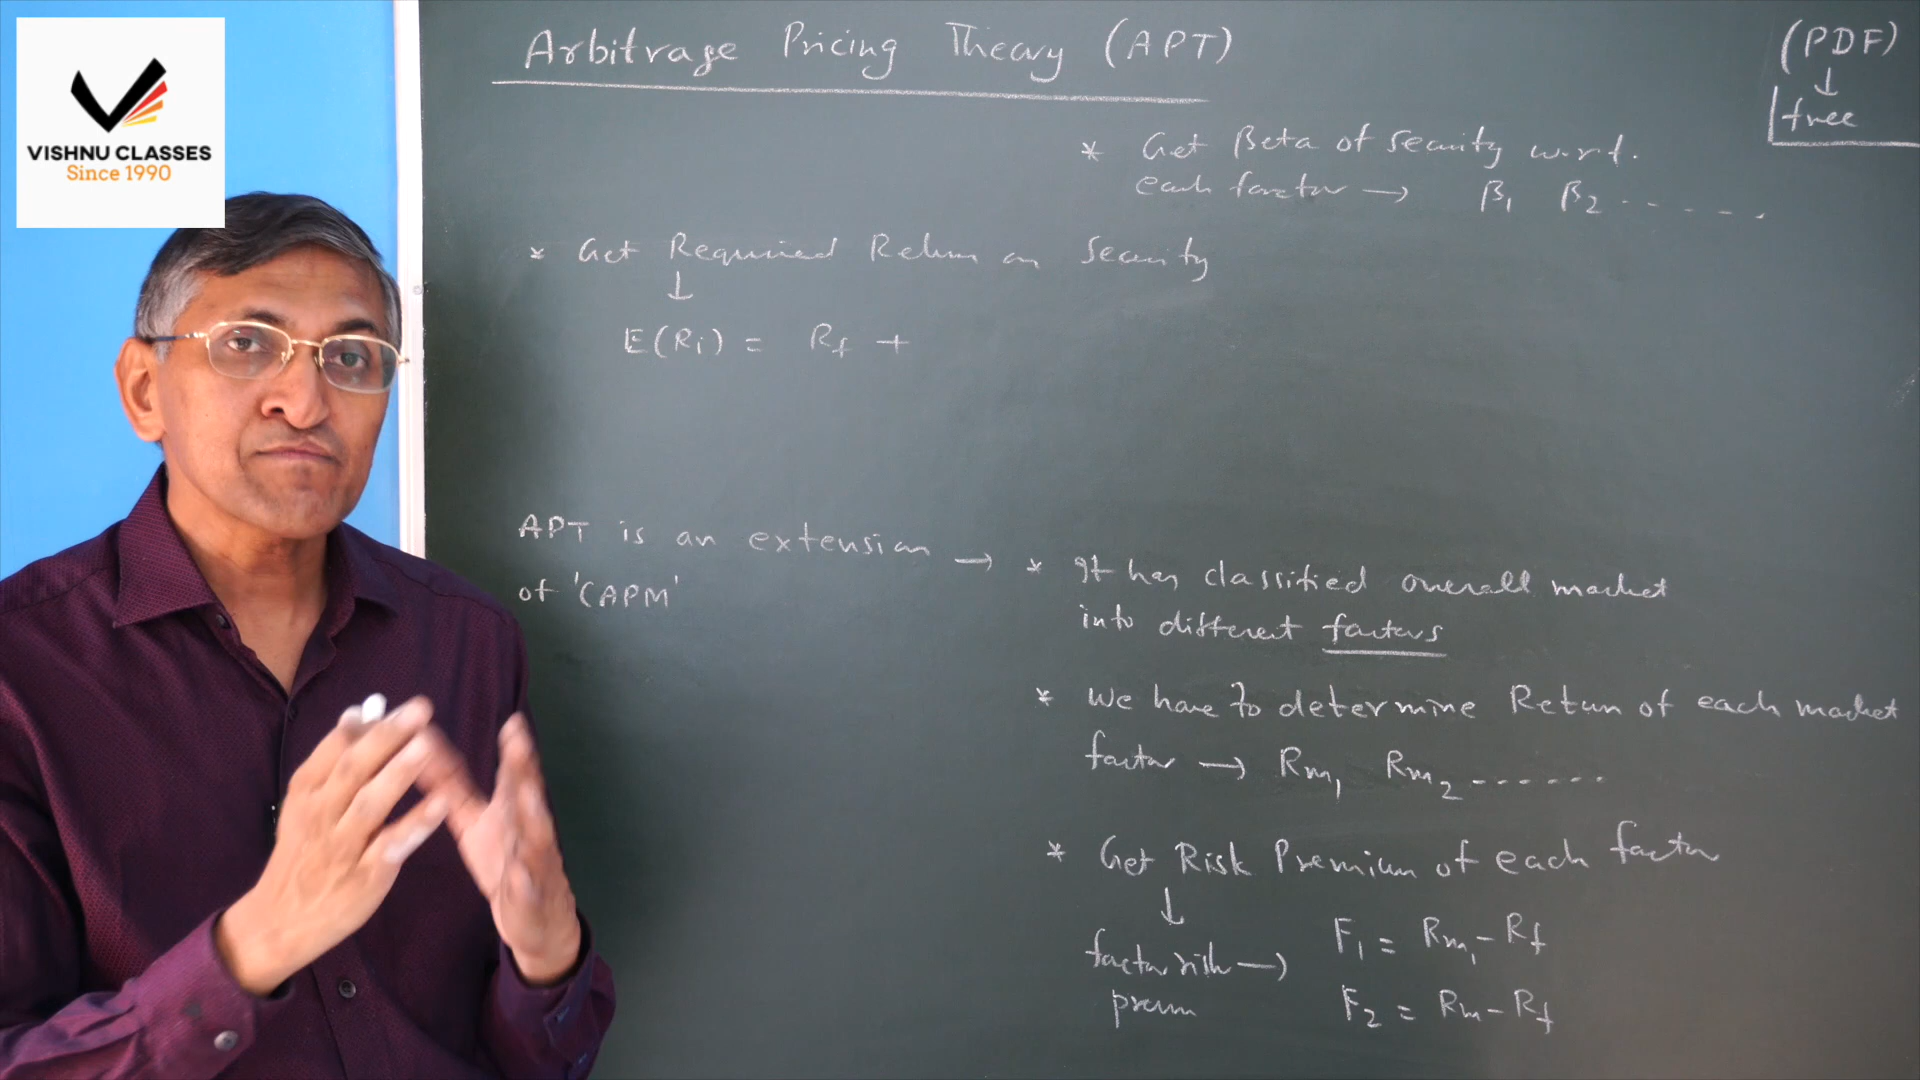 VISHNU CLASSES
Since 1990
Arbitrage Pricing Theory (APT)
(PDF)
↓
free
* Get Beta of security w.r.t.
each factor → β1 β2 ......
* Get Required Return on Security
↓
E(Ri) = Rf +
APT is an extension →
of 'CAPM'
* It has classified overall market
into different factors
* We have to determine Return of each market
factor → Rm1 Rm2 .......
* Get Risk Premium of each factor
↓
factor risk →
prem
F1 = Rm1 - Rf
F2 = Rm - Rf